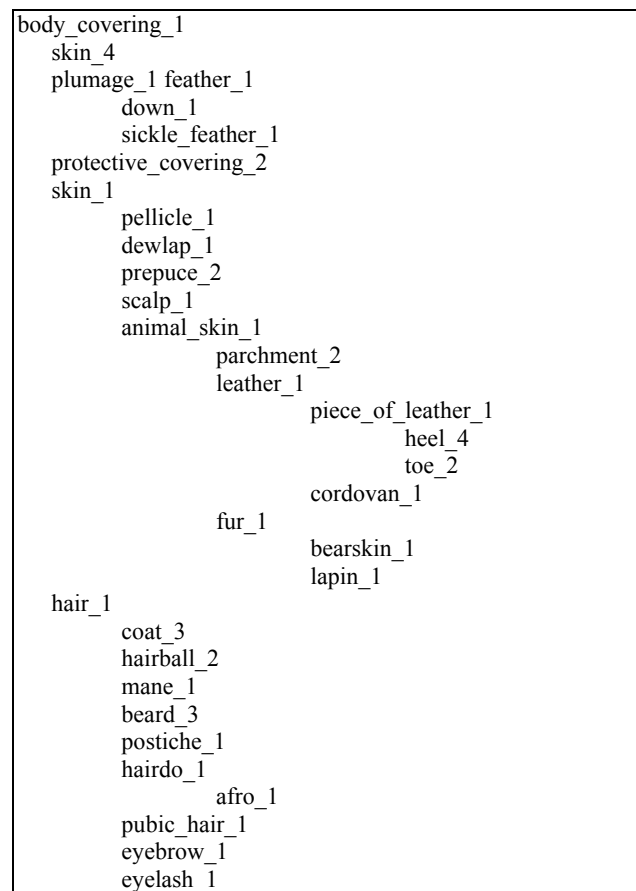 body_covering_1
skin_4
plumage_1 feather_1
down_1
sickle_feather_1
protective_covering_2
skin_1
pellicle_1
dewlap_1
prepuce_2
scalp_1
animal_skin_1
parchment_2
leather_1
piece_of_leather_1
heel_4
toe_2
cordovan_1
fur_1
bearskin_1
lapin_1
hair_1
coat_3
hairball_2
mane_1
beard_3
postiche_1
hairdo_1
afro_1
pubic_hair_1
eyebrow_1
eyelash_1